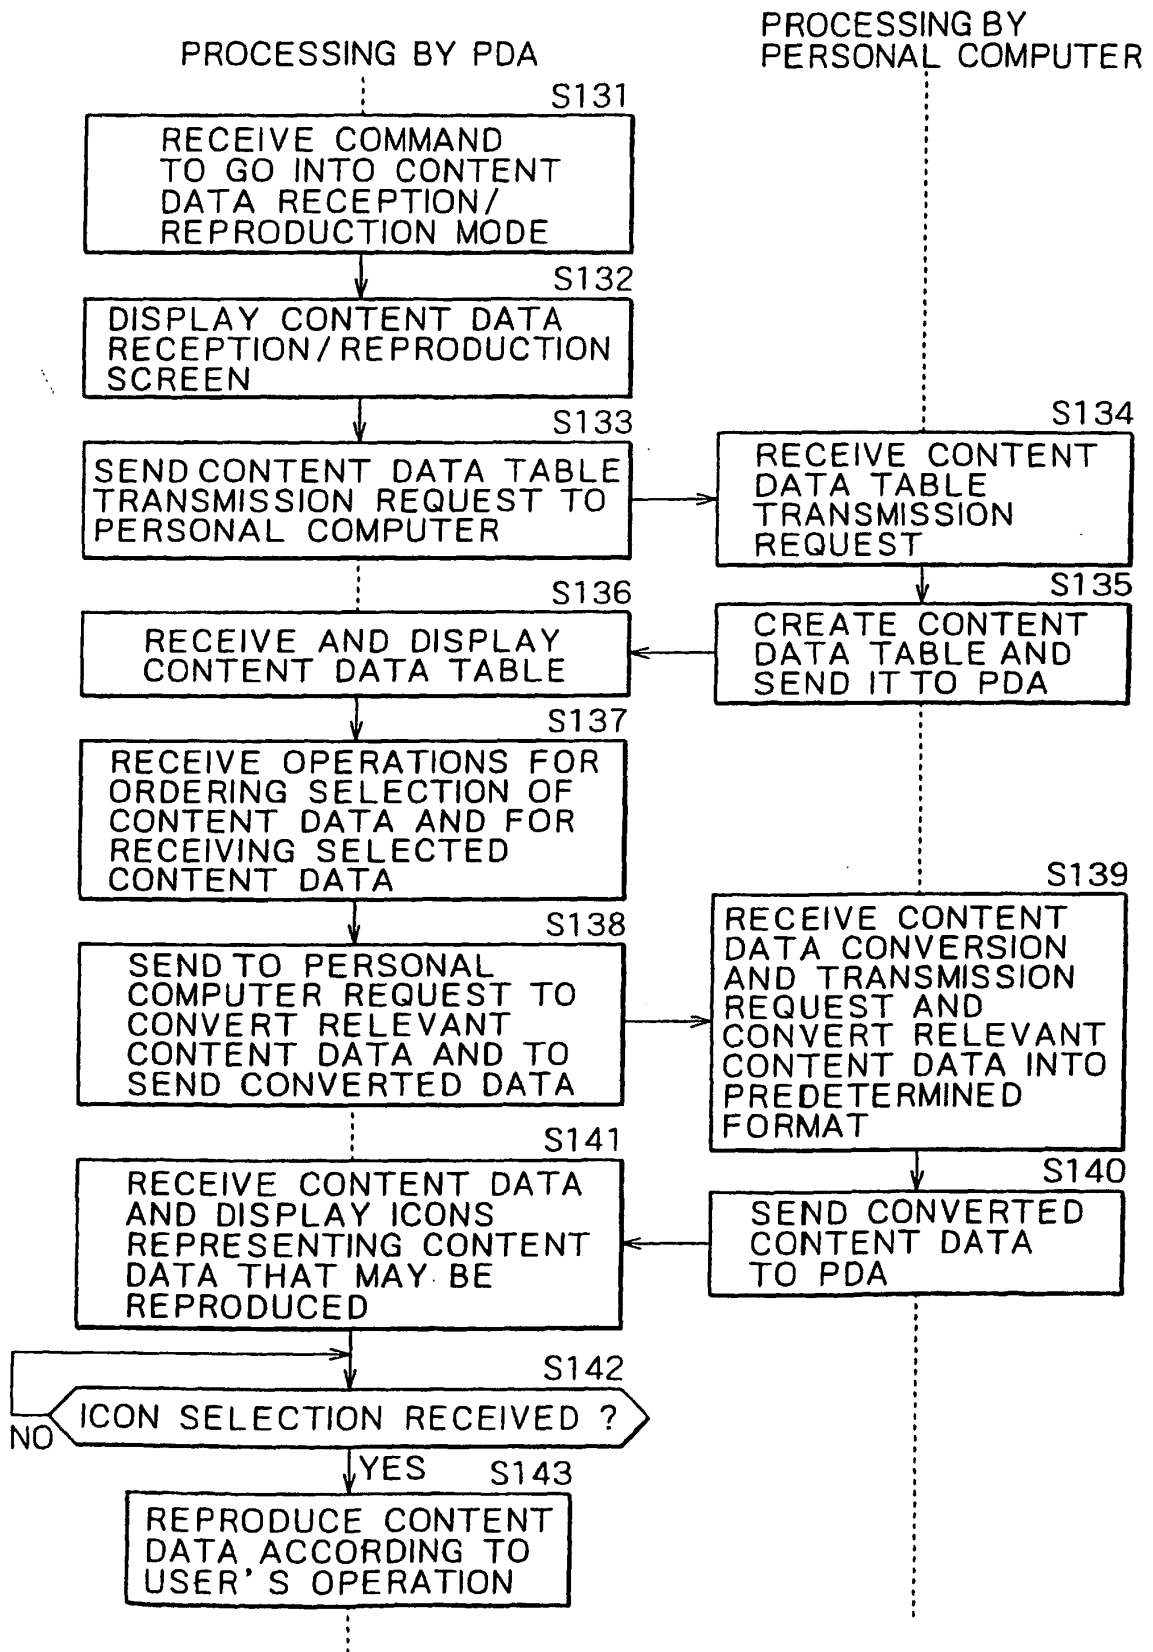 PROCESSING BY PDA
PROCESSING BY
PERSONAL COMPUTER
S131
RECEIVE COMMAND
TO GO INTO CONTENT
DATA RECEPTION/
REPRODUCTION MODE
S132
DISPLAY CONTENT DATA
RECEPTION/REPRODUCTION
SCREEN
S133
SEND CONTENT DATA TABLE
TRANSMISSION REQUEST TO
PERSONAL COMPUTER
S134
RECEIVE CONTENT
DATA TABLE
TRANSMISSION
REQUEST
S135
CREATE CONTENT
DATA TABLE AND
SEND IT TO PDA
S136
RECEIVE AND DISPLAY
CONTENT DATA TABLE
S137
RECEIVE OPERATIONS FOR
ORDERING SELECTION OF
CONTENT DATA AND FOR
RECEIVING SELECTED
CONTENT DATA
S138
SEND TO PERSONAL
COMPUTER REQUEST TO
CONVERT RELEVANT
CONTENT DATA AND TO
SEND CONVERTED DATA
S139
RECEIVE CONTENT
DATA CONVERSION
AND TRANSMISSION
REQUEST AND
CONVERT RELEVANT
CONTENT DATA INTO
PREDETERMINED
FORMAT
S140
SEND CONVERTED
CONTENT DATA
TO PDA
S141
RECEIVE CONTENT DATA
AND DISPLAY ICONS
REPRESENTING CONTENT
DATA THAT MAY BE
REPRODUCED
S142
ICON SELECTION RECEIVED ?
NO
YES
S143
REPRODUCE CONTENT
DATA ACCORDING TO
USER'S OPERATION